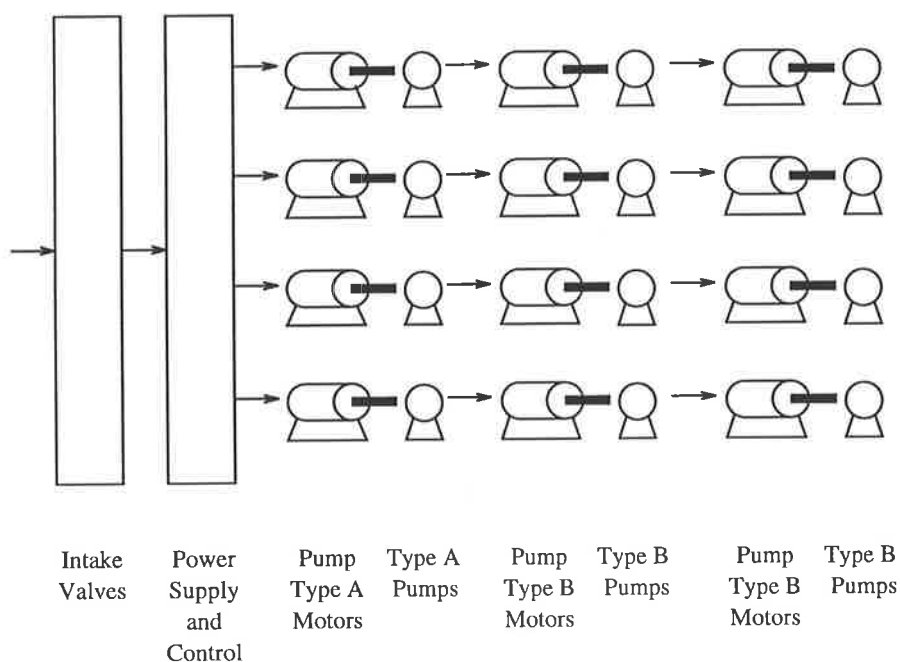 Intake
Valves
Power
Supply
and
Control
Pump
Type A
Motors
Type A
Pumps
Pump
Type B
Motors
Type B
Pumps
Pump
Type B
Motors
Type B
Pumps